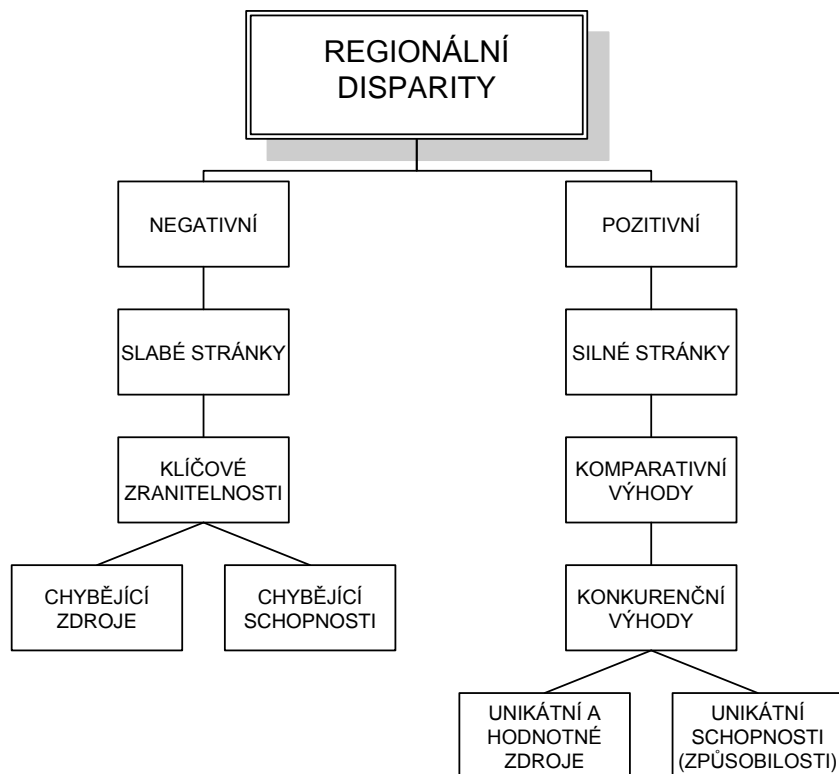 REGIONÁLNÍ
DISPARITY
NEGATIVNÍ
POZITIVNÍ
SLABÉ STRÁNKY
SILNÉ STRÁNKY
KLÍČOVÉ
ZRANITELNOSTI
KOMPARATIVNÍ
VÝHODY
CHYBĚJÍCÍ
ZDROJE
CHYBĚJÍCÍ
SCHOPNOSTI
KONKURENČNÍ
VÝHODY
UNIKÁTNÍ A
HODNOTNÉ
ZDROJE
UNIKÁTNÍ
SCHOPNOSTI
(ZPŮSOBILOSTI)